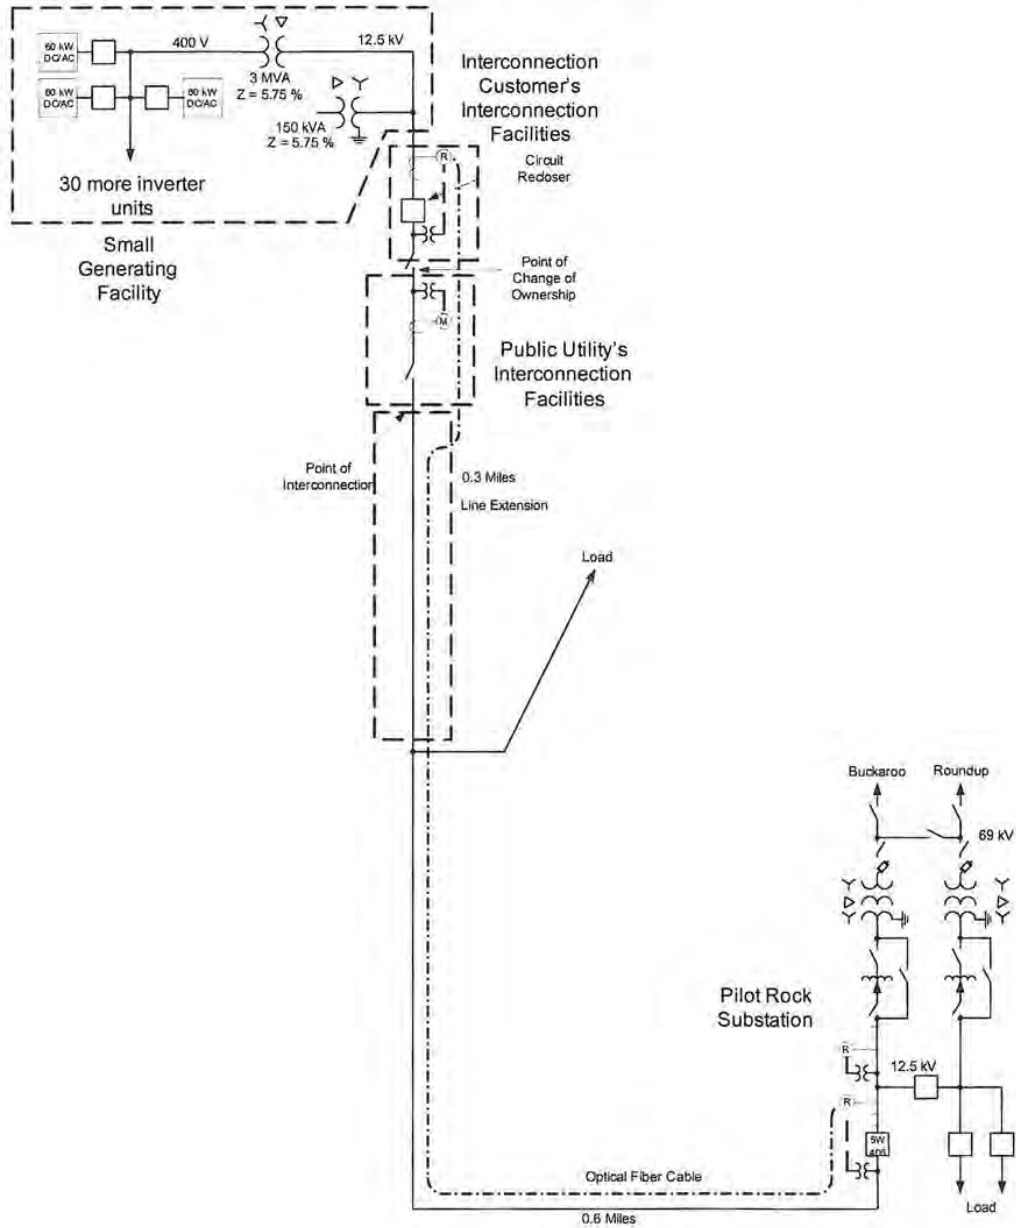 60 kW
DC/AC
400 V
12.5 kV
3 MVA
Z = 5.75 %
60 kW
DC/AC
60 kW
DC/AC
150 kVA
Z = 5.75 %
30 more inverter
units
Small
Generating
Facility
Interconnection
Customer's
Interconnection
Facilities
R
Circuit
Recloser
Point of
Change of
Ownership
M
Public Utility's
Interconnection
Facilities
Point of
Interconnection
0.3 Miles
Line Extension
Load
Buckaroo
Roundup
69 kV
Pilot Rock
Substation
R
12.5 kV
R
5W
406
Optical Fiber Cable
0.6 Miles
Load